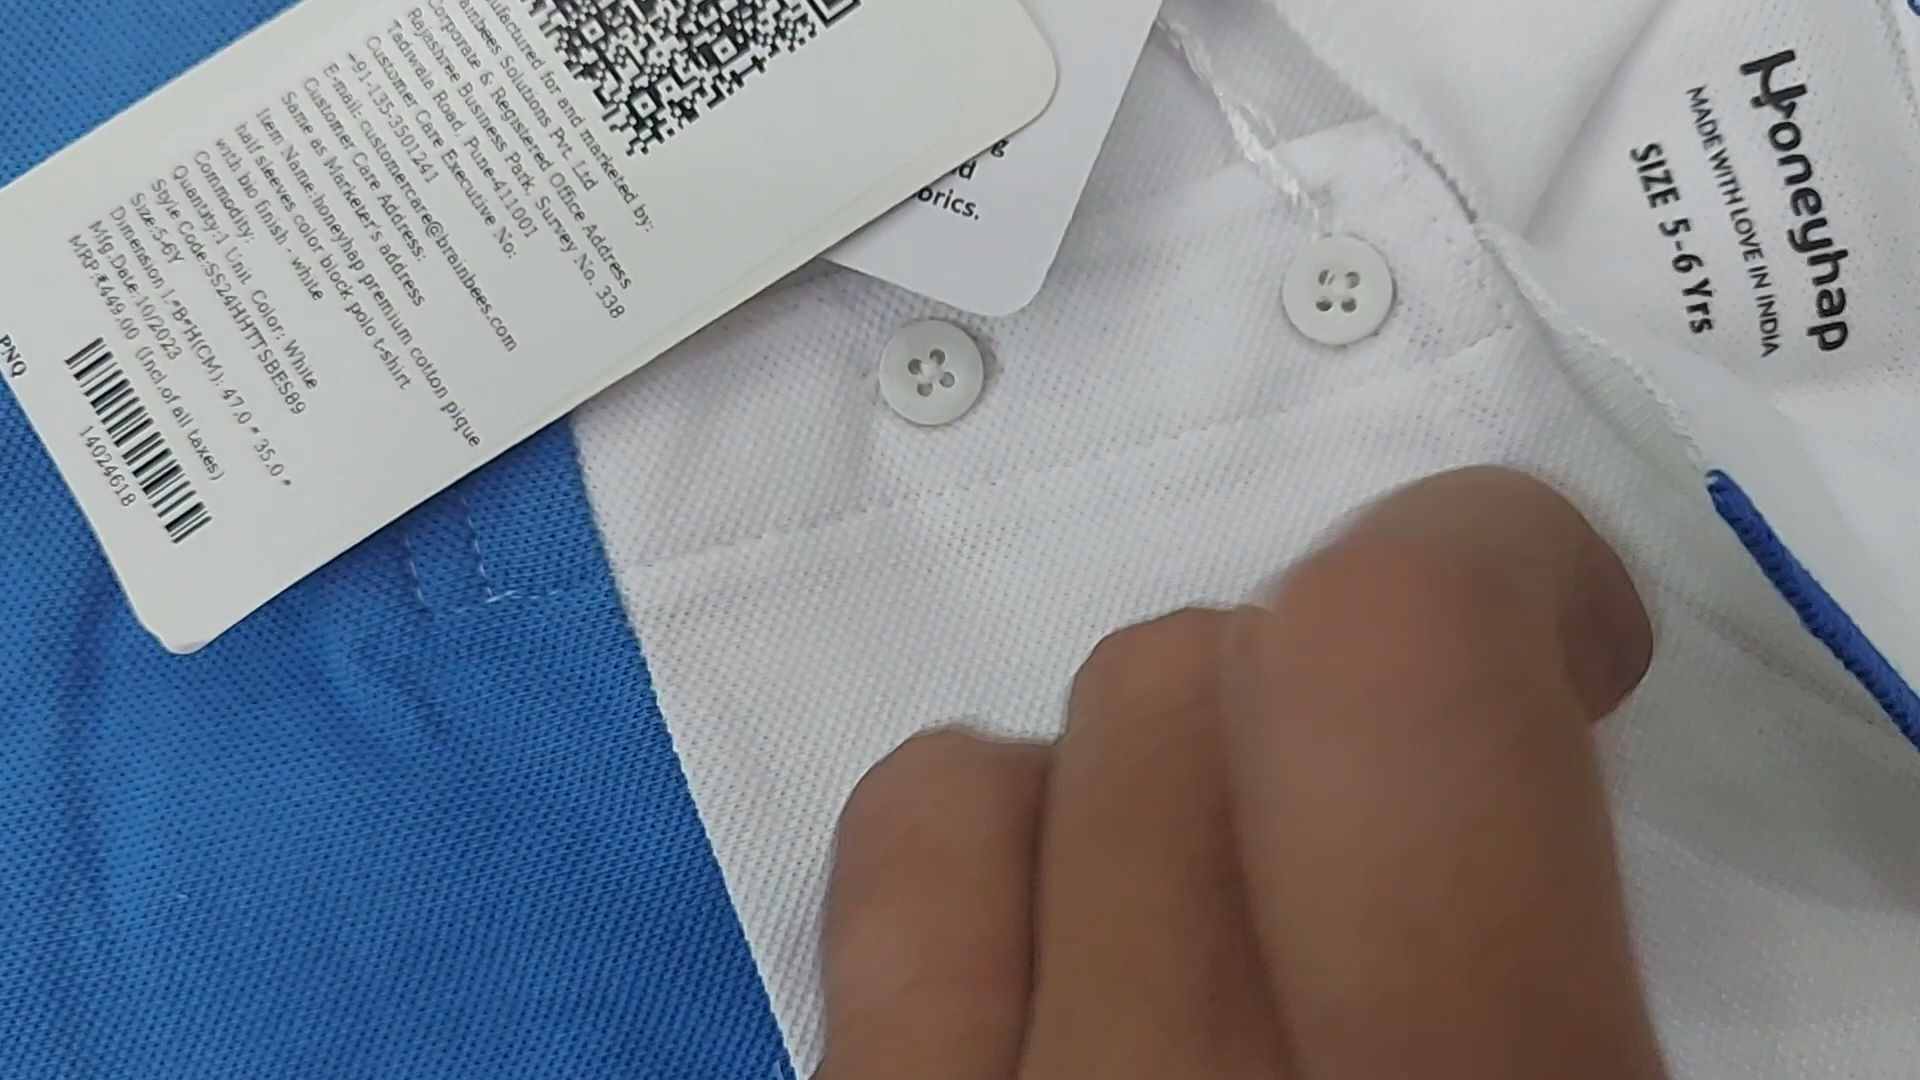 ufactured for and marketed by:
ainbees Solutions Pvt. Ltd
Corporate & Registered Office Address
Rajashree Business Park, Survey No. 338
Tadiwala Road, Pune-411001
Customer Care Executive No:
+91-135-3501241
E-mail: customercare@brainbees.com
Customer Care Address:
Same as Marketer's address
Item Name:honeyhap premium cotton pique
half sleeves color block polo t-shirt
with bio finish - white
Commodity:
Quantity:1 Unit Color: White
Style Code:SS24HHTTSBES89
Size:5-6Y
Dimension L*B*H(CM): 47.0 * 35.0 *
Mfg.Date:10/2023
MRP:₹449.00 (Incl.of all taxes)
14024618
PNQ
g
d
brics.
Honeyhap
MADE WITH LOVE IN INDIA
SIZE 5-6 Yrs